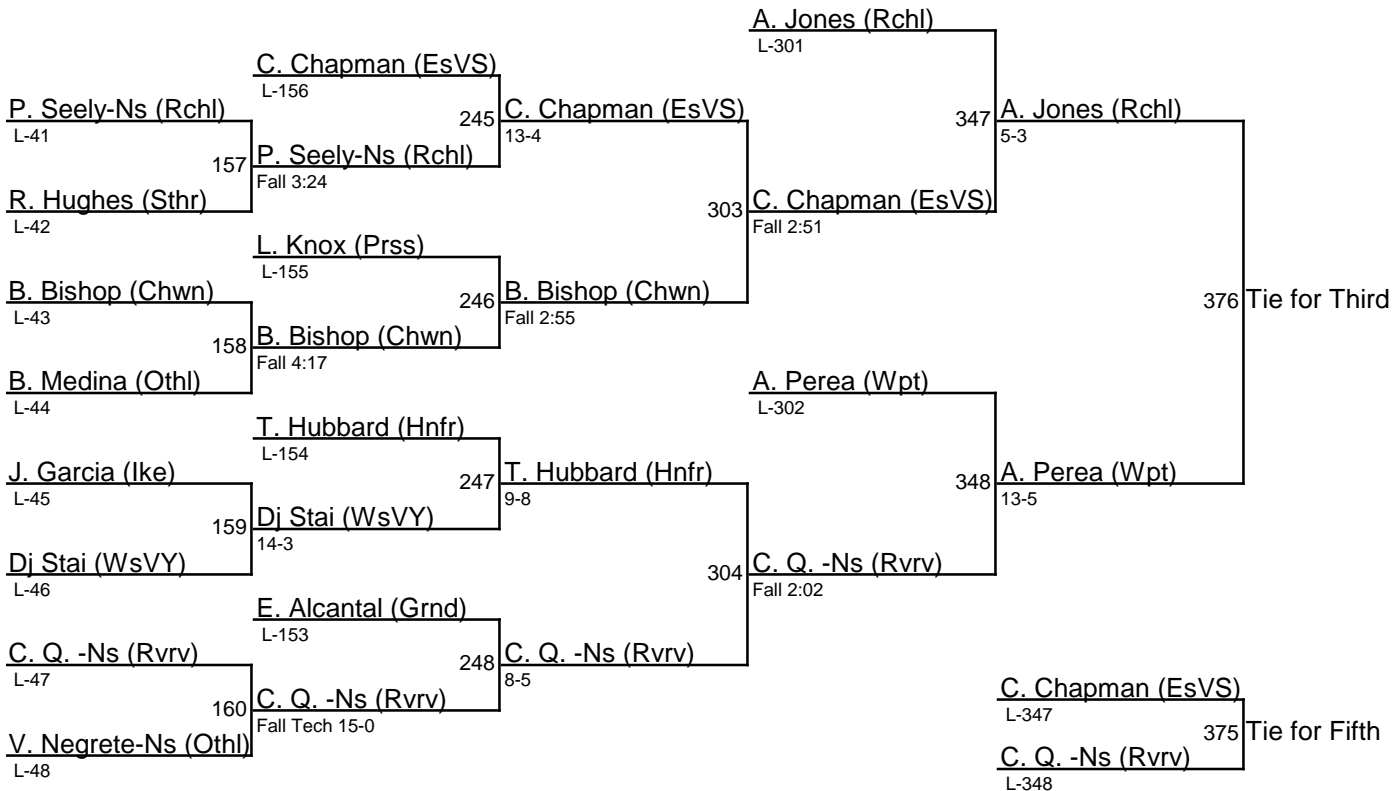 A. Jones (Rchl)
L-301
C. Chapman (EsVS)
L-156
P. Seely-Ns (Rchl)
L-41
245
C. Chapman (EsVS)
13-4
347
A. Jones (Rchl)
5-3
157
P. Seely-Ns (Rchl)
Fall 3:24
R. Hughes (Sthr)
L-42
303
C. Chapman (EsVS)
Fall 2:51
L. Knox (Prss)
L-155
B. Bishop (Chwn)
L-43
246
B. Bishop (Chwn)
Fall 2:55
376
Tie for Third
158
B. Bishop (Chwn)
Fall 4:17
B. Medina (Othl)
L-44
A. Perea (Wpt)
L-302
T. Hubbard (Hnfr)
L-154
J. Garcia (Ike)
L-45
247
T. Hubbard (Hnfr)
9-8
348
A. Perea (Wpt)
13-5
159
Dj Stai (WsVY)
14-3
Dj Stai (WsVY)
L-46
304
C. Q. -Ns (Rvrv)
Fall 2:02
E. Alcantal (Grnd)
L-153
C. Q. -Ns (Rvrv)
L-47
248
C. Q. -Ns (Rvrv)
8-5
160
C. Q. -Ns (Rvrv)
Fall Tech 15-0
V. Negrete-Ns (Othl)
L-48
C. Chapman (EsVS)
L-347
375
Tie for Fifth
C. Q. -Ns (Rvrv)
L-348